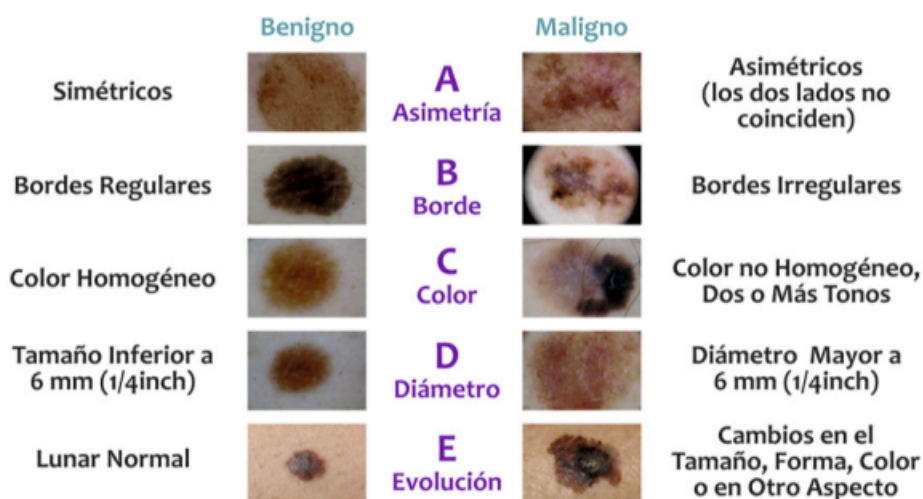 Benigno
Maligno
Simétricos
A
Asimetría
Asimétricos
(los dos lados no
coinciden)
Bordes Regulares
B
Borde
Bordes Irregulares
Color Homogéneo
C
Color
Color no Homogéneo,
Dos o Más Tonos
Tamaño Inferior a
6 mm (1/4inch)
D
Diámetro
Diámetro Mayor a
6 mm (1/4inch)
Lunar Normal
E
Evolución
Cambios en el
Tamaño, Forma, Color
o en Otro Aspecto